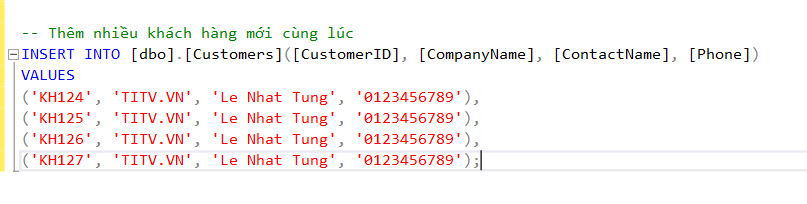 -- Thêm nhiều khách hàng mới cùng lúc
INSERT INTO [dbo].[Customers]([CustomerID], [CompanyName], [ContactName], [Phone])
VALUES
('KH124', 'TITV.VN', 'Le Nhat Tung', '0123456789'),
('KH125', 'TITV.VN', 'Le Nhat Tung', '0123456789'),
('KH126', 'TITV.VN', 'Le Nhat Tung', '0123456789'),
('KH127', 'TITV.VN', 'Le Nhat Tung', '0123456789');